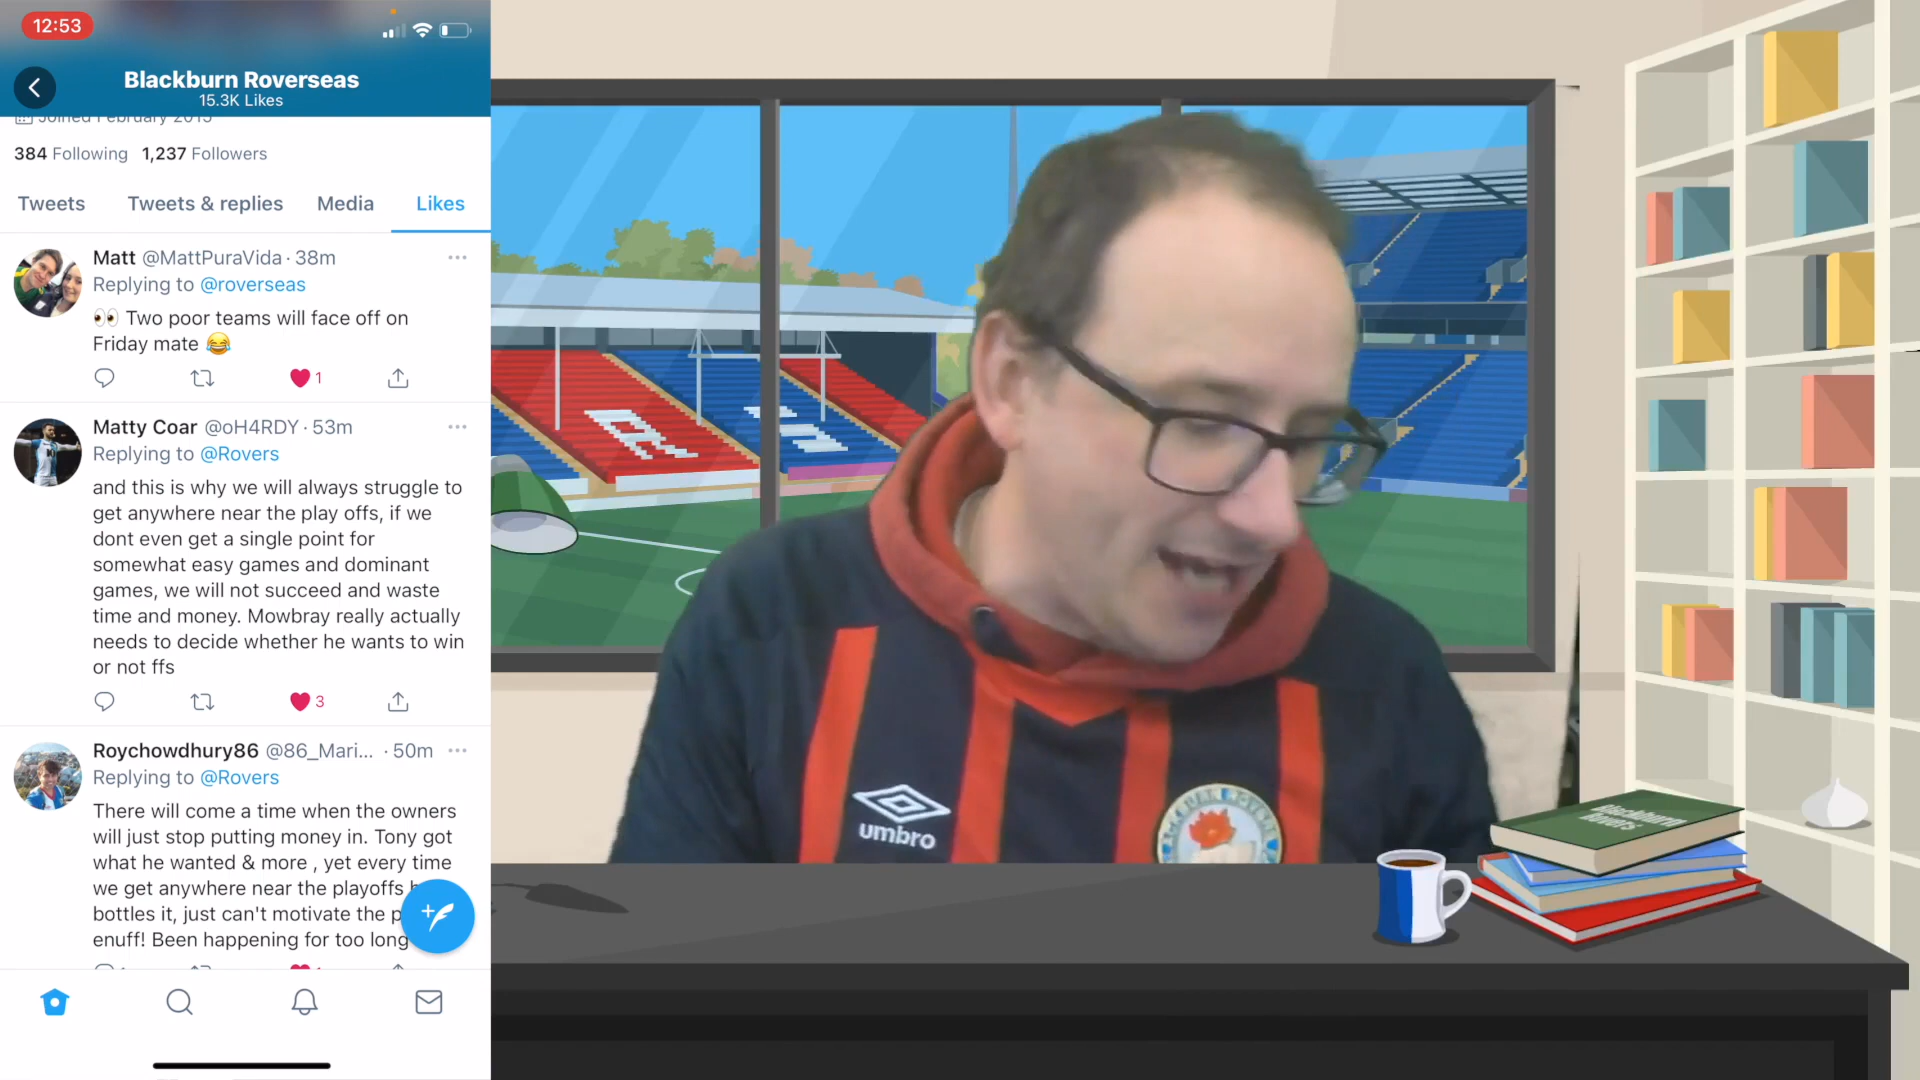 12:53
Blackburn Roverseas
15.3K Likes
Joined February 2015
384 Following 1,237 Followers
Tweets Tweets & replies Media Likes
Matt @MattPuraVida · 38m
Replying to @roverseas
👀 Two poor teams will face off on
Friday mate 😂
1
Matty Coar @oH4RDY · 53m
Replying to @Rovers
and this is why we will always struggle to
get anywhere near the play offs, if we
dont even get a single point for
somewhat easy games and dominant
games, we will not succeed and waste
time and money. Mowbray really actually
needs to decide whether he wants to win
or not ffs
3
Roychowdhury86 @86_Mari... · 50m
Replying to @Rovers
There will come a time when the owners
will just stop putting money in. Tony got
what he wanted & more , yet every time
we get anywhere near the playoffs
bottles it, just can't motivate the
enuff! Been happening for too long
umbro
Blackburn
Rovers